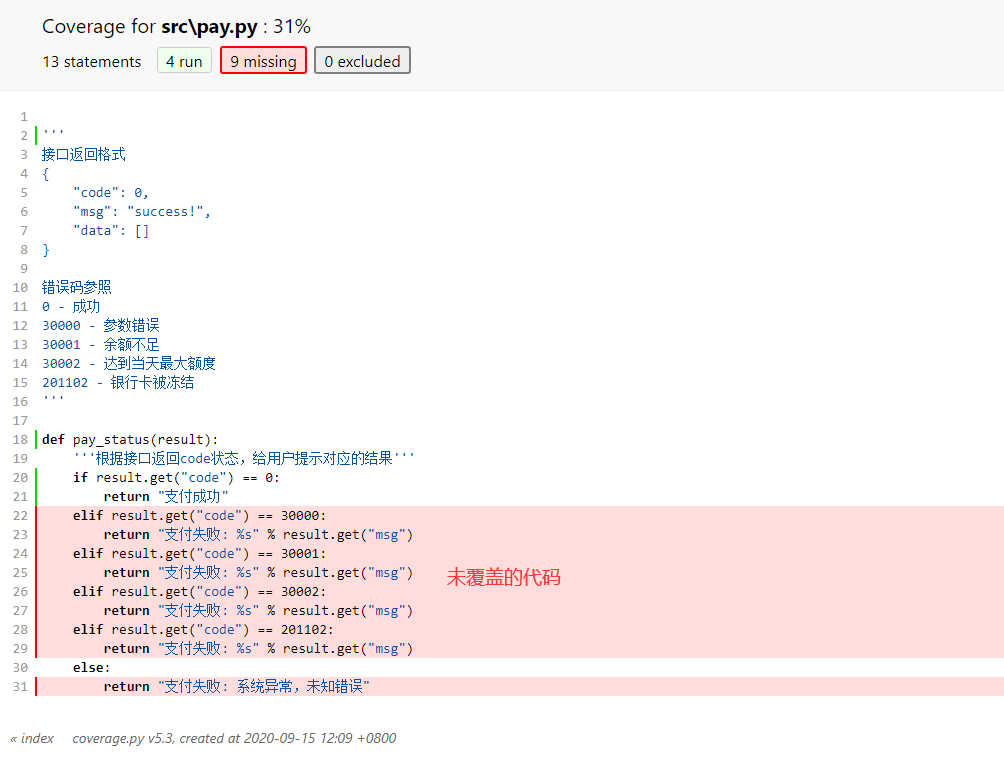 Coverage for src\pay.py : 31%
13 statements 4 run 9 missing 0 excluded
1
2 '''
3 接口返回格式
4 {
5     "code": 0,
6     "msg": "success!",
7     "data": []
8 }
9
10 错误码参照
11 0 - 成功
12 30000 - 参数错误
13 30001 - 余额不足
14 30002 - 达到当天最大额度
15 201102 - 银行卡被冻结
16 '''
17
18 def pay_status(result):
19     '''根据接口返回code状态，给用户提示对应的结果'''
20     if result.get("code") == 0:
21         return "支付成功"
22     elif result.get("code") == 30000:
23         return "支付失败: %s" % result.get("msg")
24     elif result.get("code") == 30001:
25         return "支付失败: %s" % result.get("msg") 未覆盖的代码
26     elif result.get("code") == 30002:
27         return "支付失败: %s" % result.get("msg")
28     elif result.get("code") == 201102:
29         return "支付失败: %s" % result.get("msg")
30     else:
31         return "支付失败: 系统异常，未知错误"
« index coverage.py v5.3, created at 2020-09-15 12:09 +0800